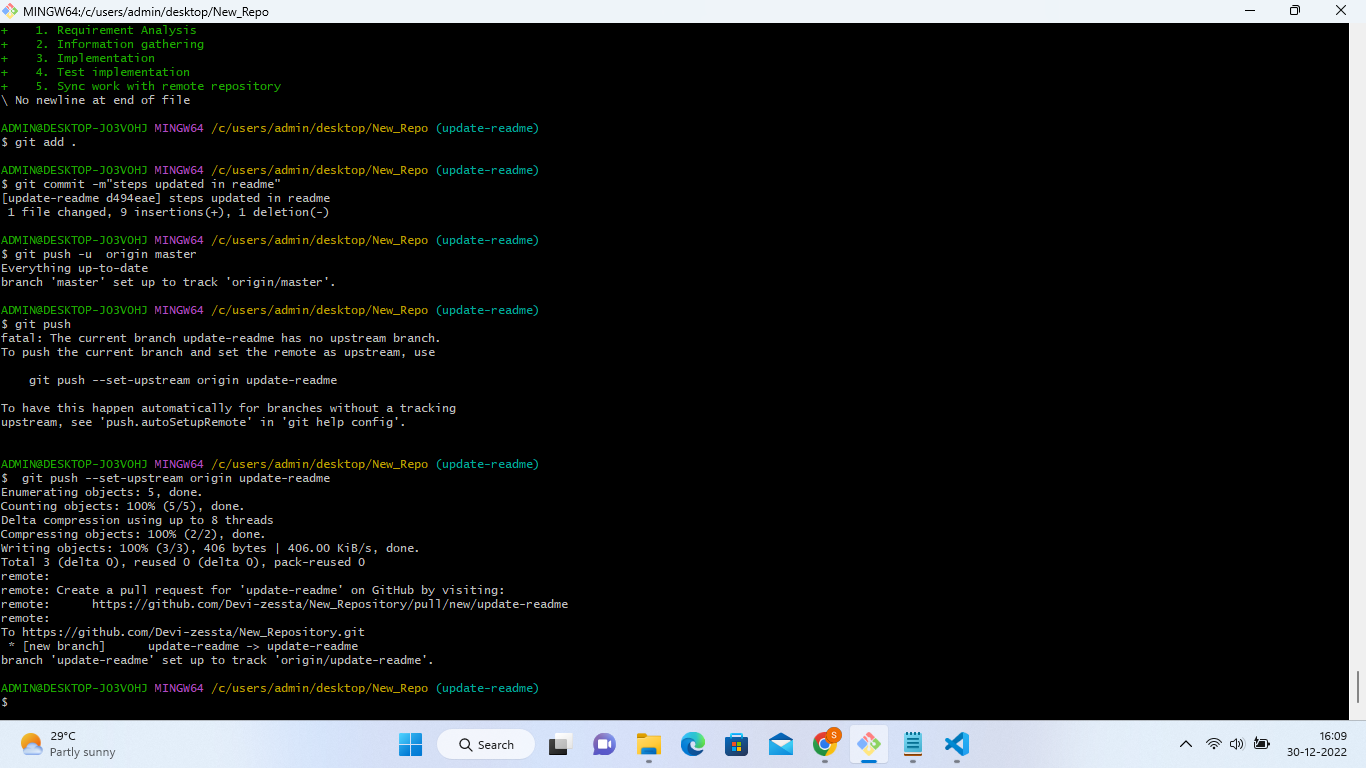 MINGW64:/c/users/admin/desktop/New_Repo
+    1. Requirement Analysis
+    2. Information gathering
+    3. Implementation
+    4. Test implementation
+    5. Sync work with remote repository
\ No newline at end of file
ADMIN@DESKTOP-JO3VOHJ MINGW64 /c/users/admin/desktop/New_Repo (update-readme)
$ git add .
ADMIN@DESKTOP-JO3VOHJ MINGW64 /c/users/admin/desktop/New_Repo (update-readme)
$ git commit -m"steps updated in readme"
[update-readme d494eae] steps updated in readme
 1 file changed, 9 insertions(+), 1 deletion(-)
ADMIN@DESKTOP-JO3VOHJ MINGW64 /c/users/admin/desktop/New_Repo (update-readme)
$ git push -u  origin master
Everything up-to-date
branch 'master' set up to track 'origin/master'.
ADMIN@DESKTOP-JO3VOHJ MINGW64 /c/users/admin/desktop/New_Repo (update-readme)
$ git push
fatal: The current branch update-readme has no upstream branch.
To push the current branch and set the remote as upstream, use
    git push --set-upstream origin update-readme
To have this happen automatically for branches without a tracking
upstream, see 'push.autoSetupRemote' in 'git help config'.
ADMIN@DESKTOP-JO3VOHJ MINGW64 /c/users/admin/desktop/New_Repo (update-readme)
$  git push --set-upstream origin update-readme
Enumerating objects: 5, done.
Counting objects: 100% (5/5), done.
Delta compression using up to 8 threads
Compressing objects: 100% (2/2), done.
Writing objects: 100% (3/3), 406 bytes | 406.00 KiB/s, done.
Total 3 (delta 0), reused 0 (delta 0), pack-reused 0
remote:
remote: Create a pull request for 'update-readme' on GitHub by visiting:
remote:      https://github.com/Devi-zessta/New_Repository/pull/new/update-readme
remote:
To https://github.com/Devi-zessta/New_Repository.git
 * [new branch]      update-readme -> update-readme
branch 'update-readme' set up to track 'origin/update-readme'.
ADMIN@DESKTOP-JO3VOHJ MINGW64 /c/users/admin/desktop/New_Repo (update-readme)
$
29°C
Partly sunny
Search
S
16:09
30-12-2022